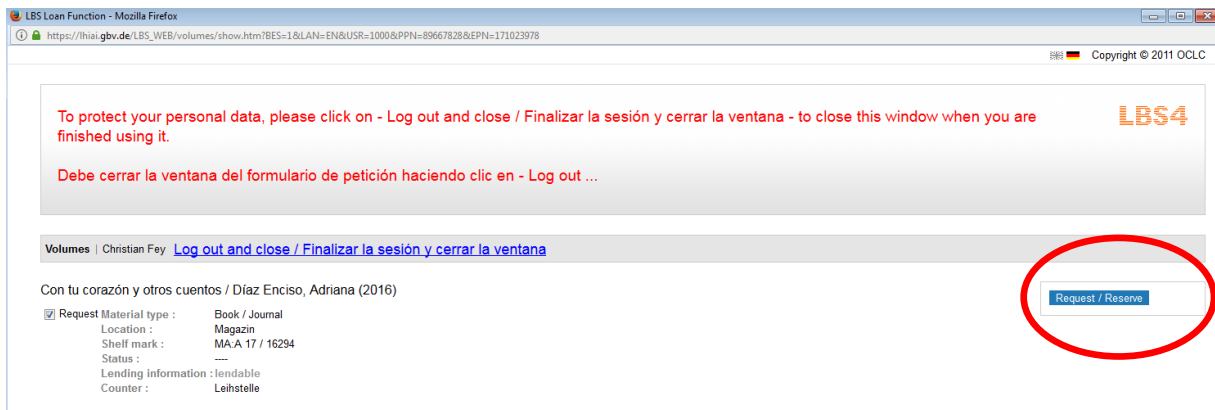 LBS Loan Function - Mozilla Firefox
https://lhiai.gbv.de/LBS_WEB/volumes/show.htm?BES=1&LAN=EN&USR=1000&PPN=89667828&EPN=171023978
Copyright © 2011 OCLC
To protect your personal data, please click on - Log out and close / Finalizar la sesión y cerrar la ventana - to close this window when you are
finished using it.
LBS4
Debe cerrar la ventana del formulario de petición haciendo clic en - Log out ...
Volumes | Christian Fey Log out and close / Finalizar la sesión y cerrar la ventana
Con tu corazón y otros cuentos / Díaz Enciso, Adriana (2016)
Request / Reserve
Request Material type : Book / Journal
Location : Magazin
Shelf mark : MA:A 17 / 16294
Status : ----
Lending information : lendable
Counter : Leihstelle